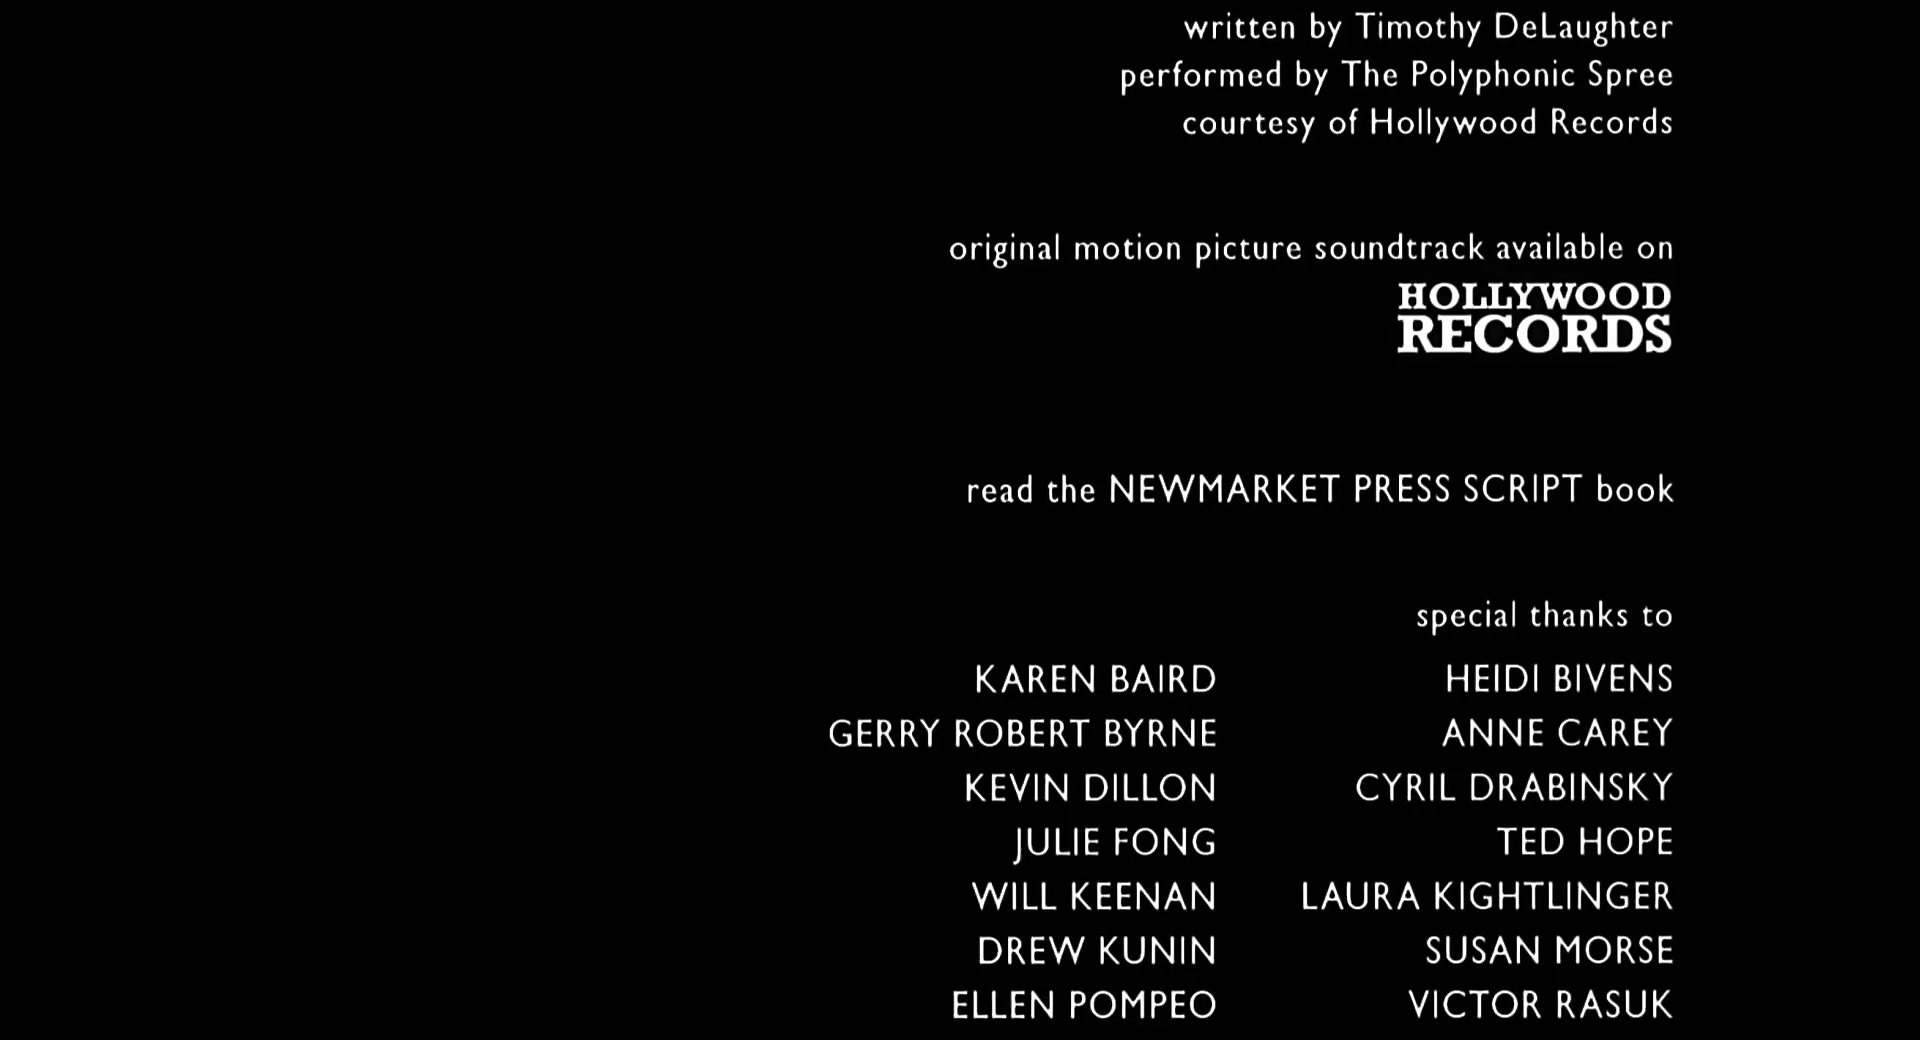 written by Timothy DeLaughter
performed by The Polyphonic Spree
courtesy of Hollywood Records
original motion picture soundtrack available on
HOLLYWOOD
RECORDS
read the NEWMARKET PRESS SCRIPT book
special thanks to
KAREN BAIRD HEIDI BIVENS
GERRY ROBERT BYRNE ANNE CAREY
KEVIN DILLON CYRIL DRABINSKY
JULIE FONG TED HOPE
WILL KEENAN LAURA KIGHTLINGER
DREW KUNIN SUSAN MORSE
ELLEN POMPEO VICTOR RASUK